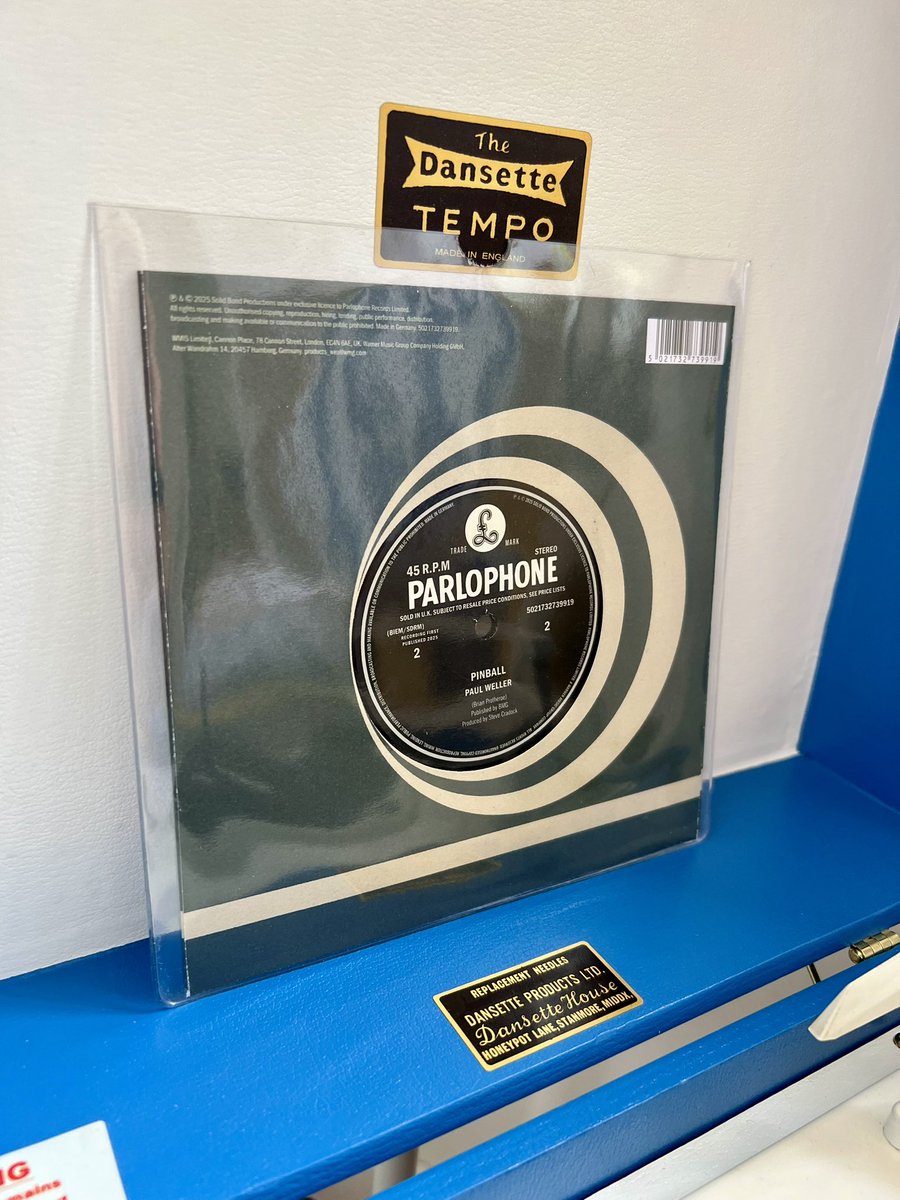 The
Dansette
TEMPO
MADE IN ENGLAND
℗ & © 2025 Solid Bond Productions under exclusive licence to Parlophone Records Limited.
All rights reserved. Unauthorised copying, reproduction, hiring, lending, public performance, distribution,
broadcasting and making available or communication to the public prohibited. Made in Germany. 5021732739919.
WMIS Limited, Cannon Place, 78 Cannon Street, London, EC4N 6AF, UK. Warner Music Group Company Holding GmbH,
Alter Wandrahm 14, 20457 Hamburg, Germany.
5 021732 739919
TRADE MARK
45 R.P.M
STEREO
PARLOPHONE
SOLD IN U.K. SUBJECT TO RESALE PRICE CONDITIONS, SEE PRICE LISTS
(BIEM/SDRM)
5021732739919
RECORDING FIRST
PUBLISHED 2025
2
2
PINBALL
PAUL WELLER
(Brian Protheroe)
Published by BMG
Produced by Steve Cradock
REPLACEMENT NEEDLES
DANSETTE PRODUCTS LTD.
Dansette House
HONEYPOT LANE, STANMORE, MIDDX.